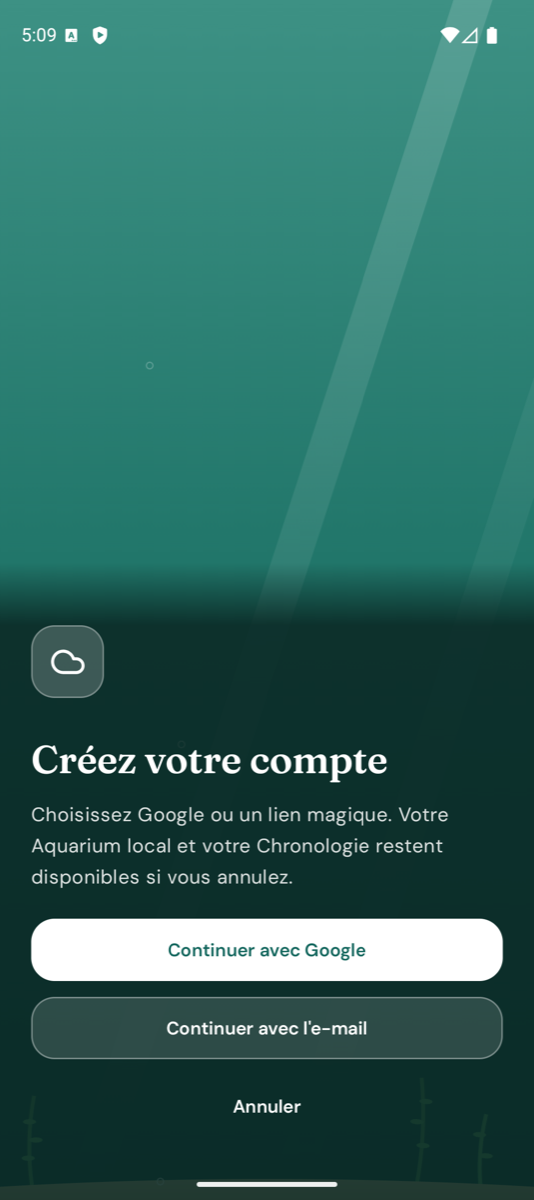 5:09
Créez votre compte
Choisissez Google ou un lien magique. Votre
Aquarium local et votre Chronologie restent
disponibles si vous annulez.
Continuer avec Google
Continuer avec l'e-mail
Annuler